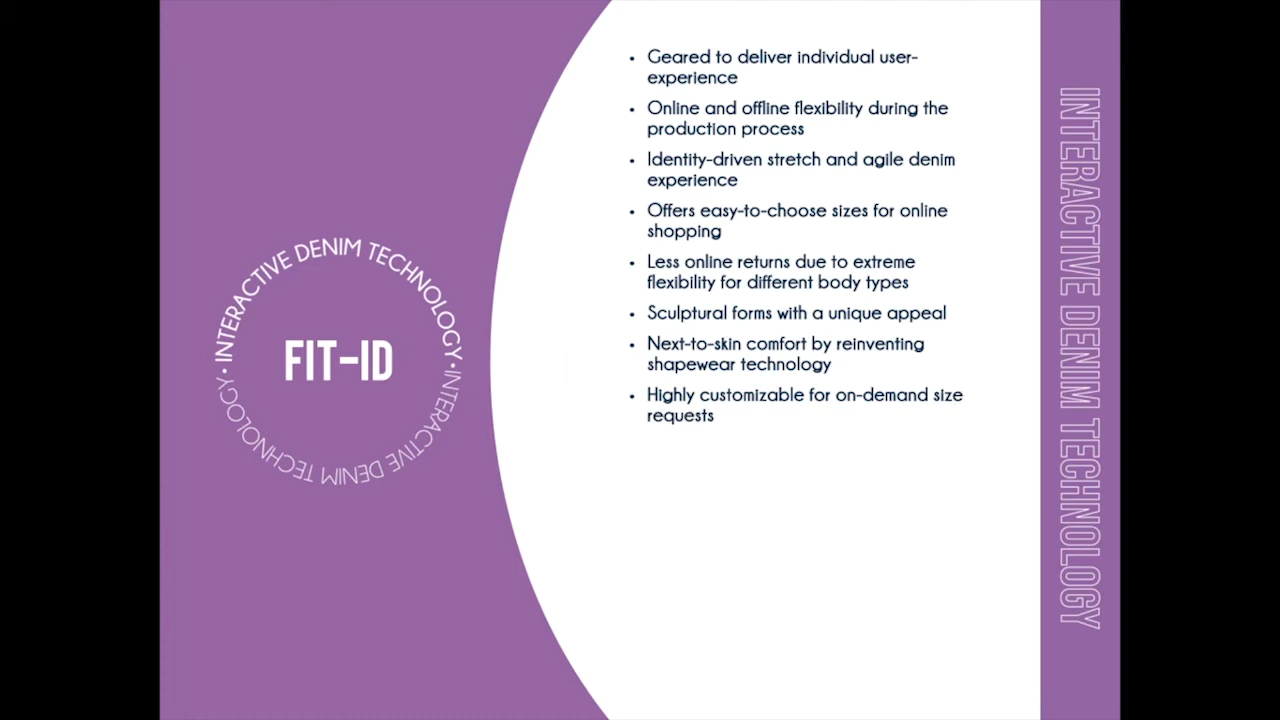 INTERACTIVE DENIM TECHNOLOGY • INTERACTIVE DENIM TECHNOLOGY •
FIT-ID
• Geared to deliver individual user-
experience
• Online and offline flexibility during the
production process
• Identity-driven stretch and agile denim
experience
• Offers easy-to-choose sizes for online
shopping
• Less online returns due to extreme
flexibility for different body types
• Sculptural forms with a unique appeal
• Next-to-skin comfort by reinventing
shapewear technology
• Highly customizable for on-demand size
requests
INTERACTIVE DENIM TECHNOLOGY